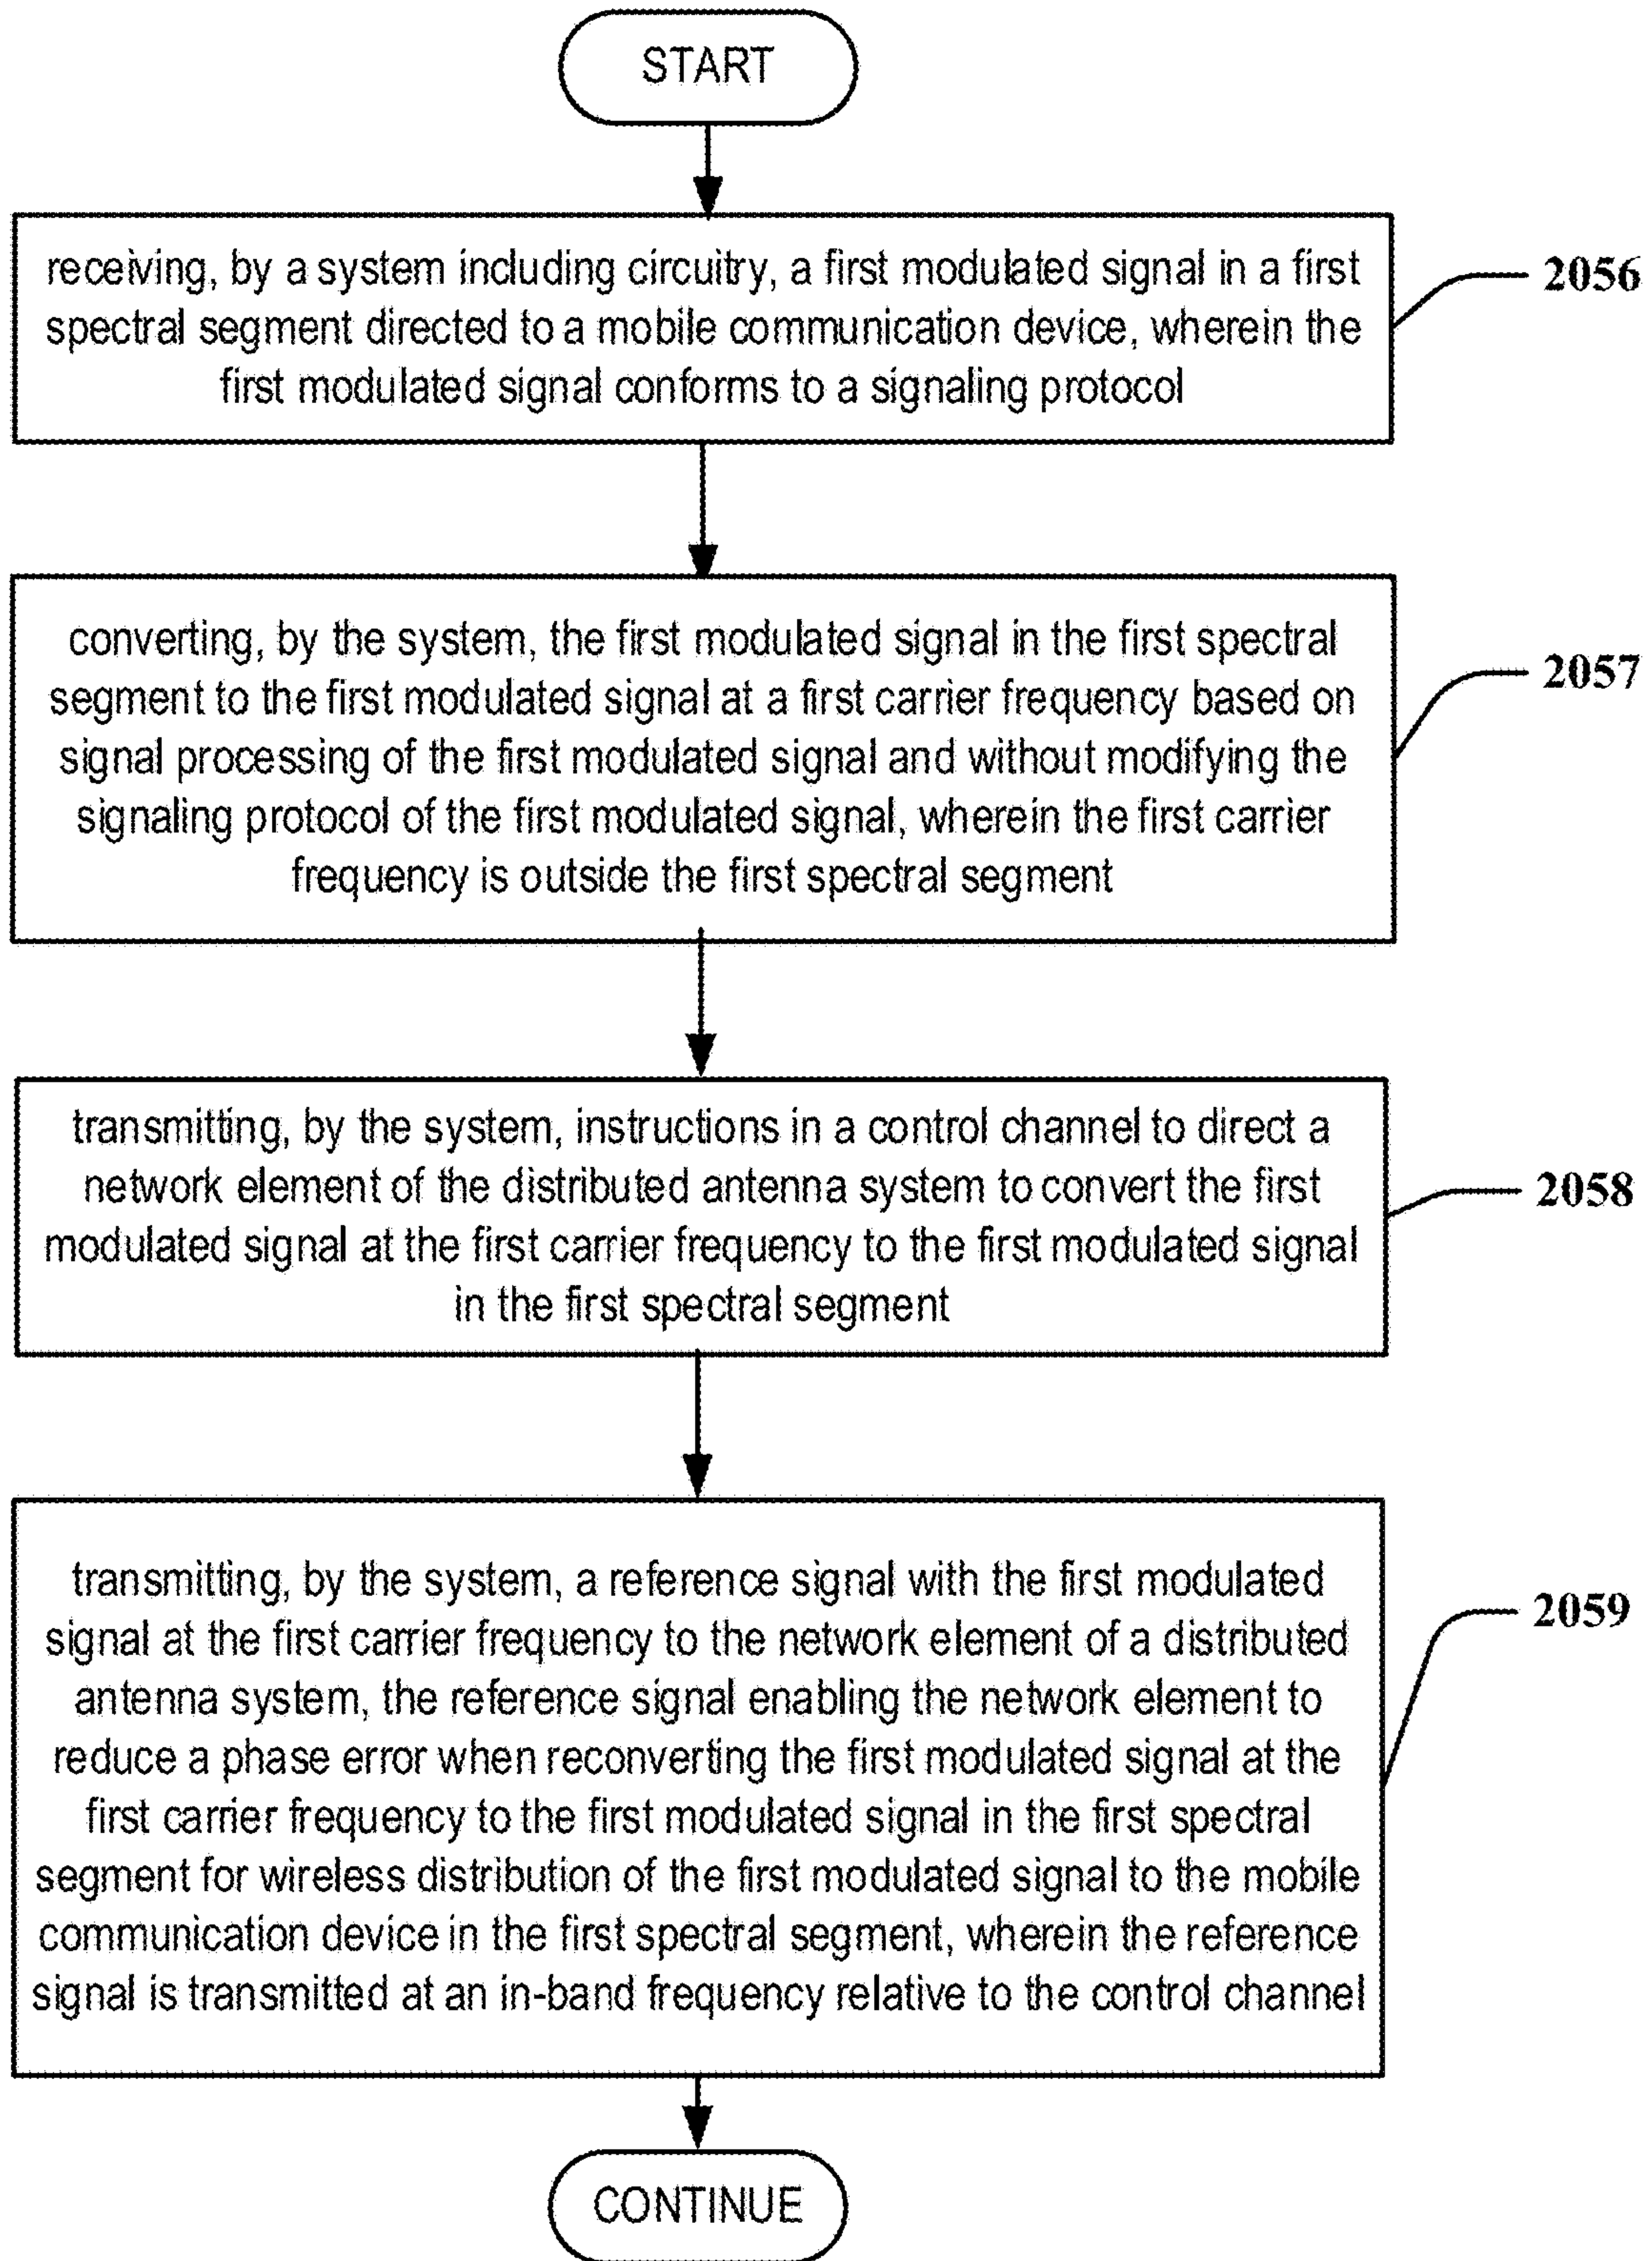 START
receiving, by a system including circuitry, a first modulated signal in a first
spectral segment directed to a mobile communication device, wherein the
first modulated signal conforms to a signaling protocol
2056
converting, by the system, the first modulated signal in the first spectral
segment to the first modulated signal at a first carrier frequency based on
signal processing of the first modulated signal and without modifying the
signaling protocol of the first modulated signal, wherein the first carrier
frequency is outside the first spectral segment
2057
transmitting, by the system, instructions in a control channel to direct a
network element of the distributed antenna system to convert the first
modulated signal at the first carrier frequency to the first modulated signal
in the first spectral segment
2058
transmitting, by the system, a reference signal with the first modulated
signal at the first carrier frequency to the network element of a distributed
antenna system, the reference signal enabling the network element to
reduce a phase error when reconverting the first modulated signal at the
first carrier frequency to the first modulated signal in the first spectral
segment for wireless distribution of the first modulated signal to the mobile
communication device in the first spectral segment, wherein the reference
signal is transmitted at an in-band frequency relative to the control channel
2059
CONTINUE